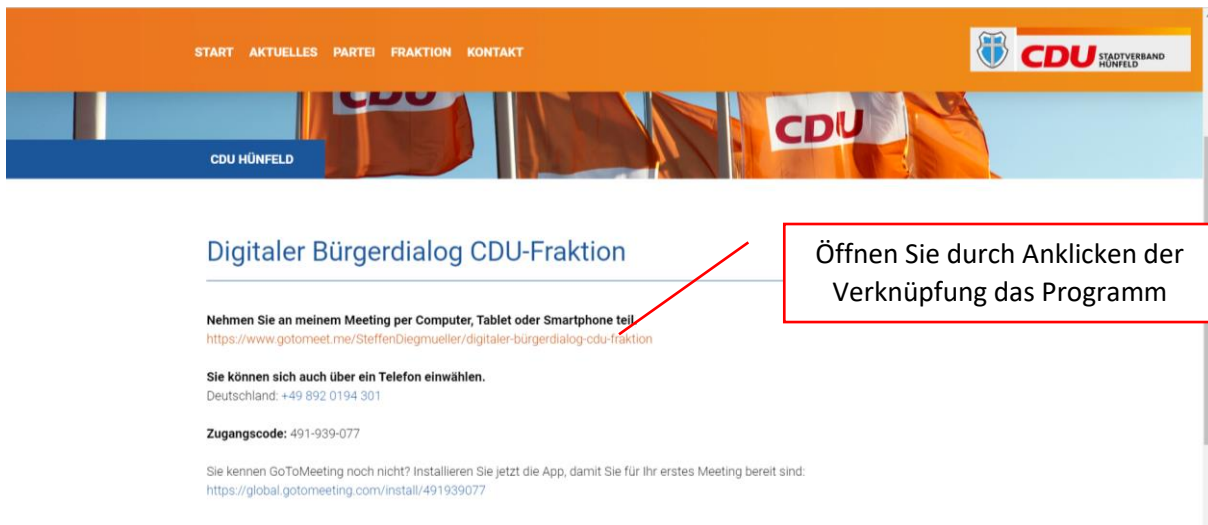 START AKTUELLES PARTEI FRAKTION KONTAKT
CDU STADTVERBAND
HÜNFELD
CDU
CDU
CDU HÜNFELD
Digitaler Bürgerdialog CDU-Fraktion
Öffnen Sie durch Anklicken der
Verknüpfung das Programm
Nehmen Sie an meinem Meeting per Computer, Tablet oder Smartphone teil.
https://www.gotomeet.me/SteffenDiegmueller/digitaler-bürgerdialog-cdu-fraktion
Sie können sich auch über ein Telefon einwählen.
Deutschland: +49 892 0194 301
Zugangscode: 491-939-077
Sie kennen GoToMeeting noch nicht? Installieren Sie jetzt die App, damit Sie für Ihr erstes Meeting bereit sind:
https://global.gotomeeting.com/install/491939077